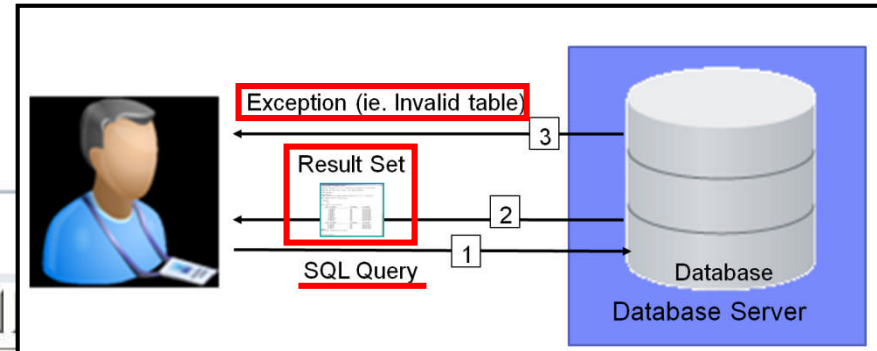 Exception (ie. Invalid table)
3
Result Set
2
1
SQL Query
Database
Database Server